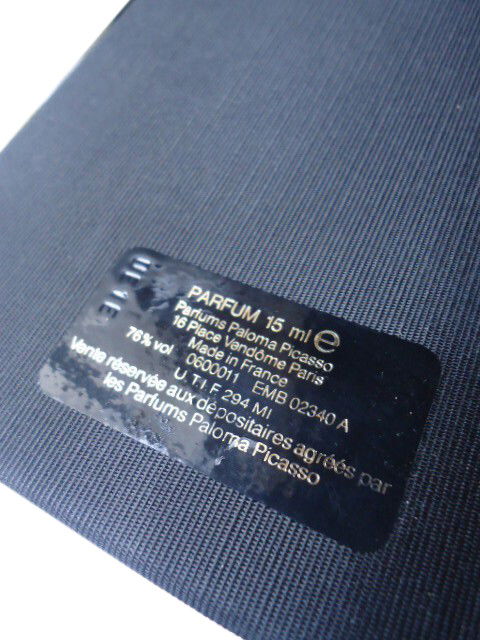 PARFUM 15 ml e
Parfums Paloma Picasso
16 Place Vendôme Paris
Made in France
76% vol 0600011 EMB 02340 A
U.T.I.F 294 MI
Vente réservée aux dépositaires agréés par
les Parfums Paloma Picasso